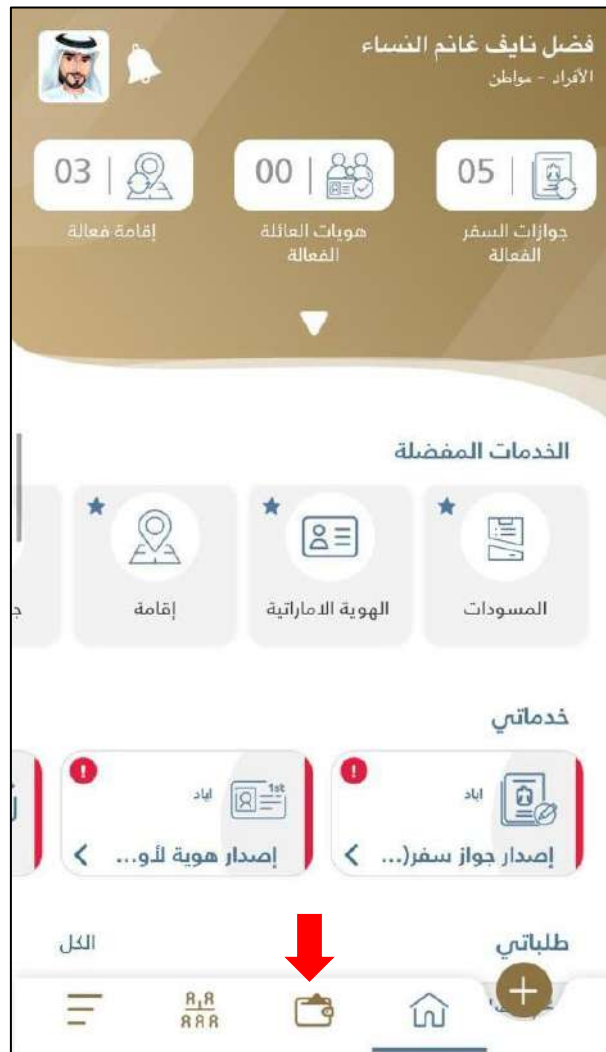 فضل نايف غانم النساء
الأفراد - مواطن
05
00
03
جوازات السفر الفعالة
هويات العائلة الفعالة
إقامة فعالة
الخدمات المفضلة
المسودات
الهوية الاماراتية
إقامة
خدماتي
اياد
إصدار جواز سفر(...
اياد
1st
إصدار هوية لأو...
طلباتي
الكل